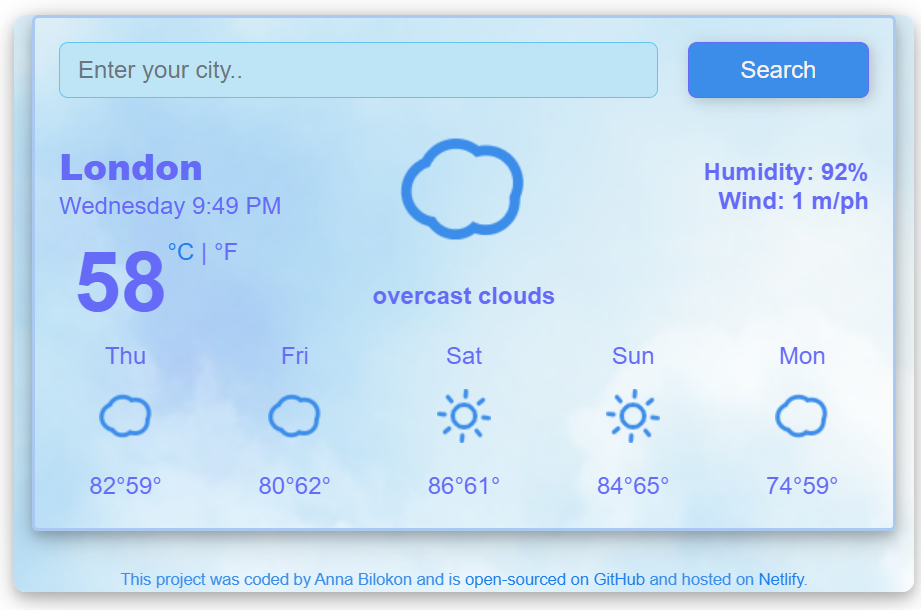 Enter your city..
Search
London
Wednesday 9:49 PM
58 °C | °F
overcast clouds
Humidity: 92%
Wind: 1 m/ph
Thu Fri Sat Sun Mon
82°59° 80°62° 86°61° 84°65° 74°59°
This project was coded by Anna Bilokon and is open-sourced on GitHub and hosted on Netlify.